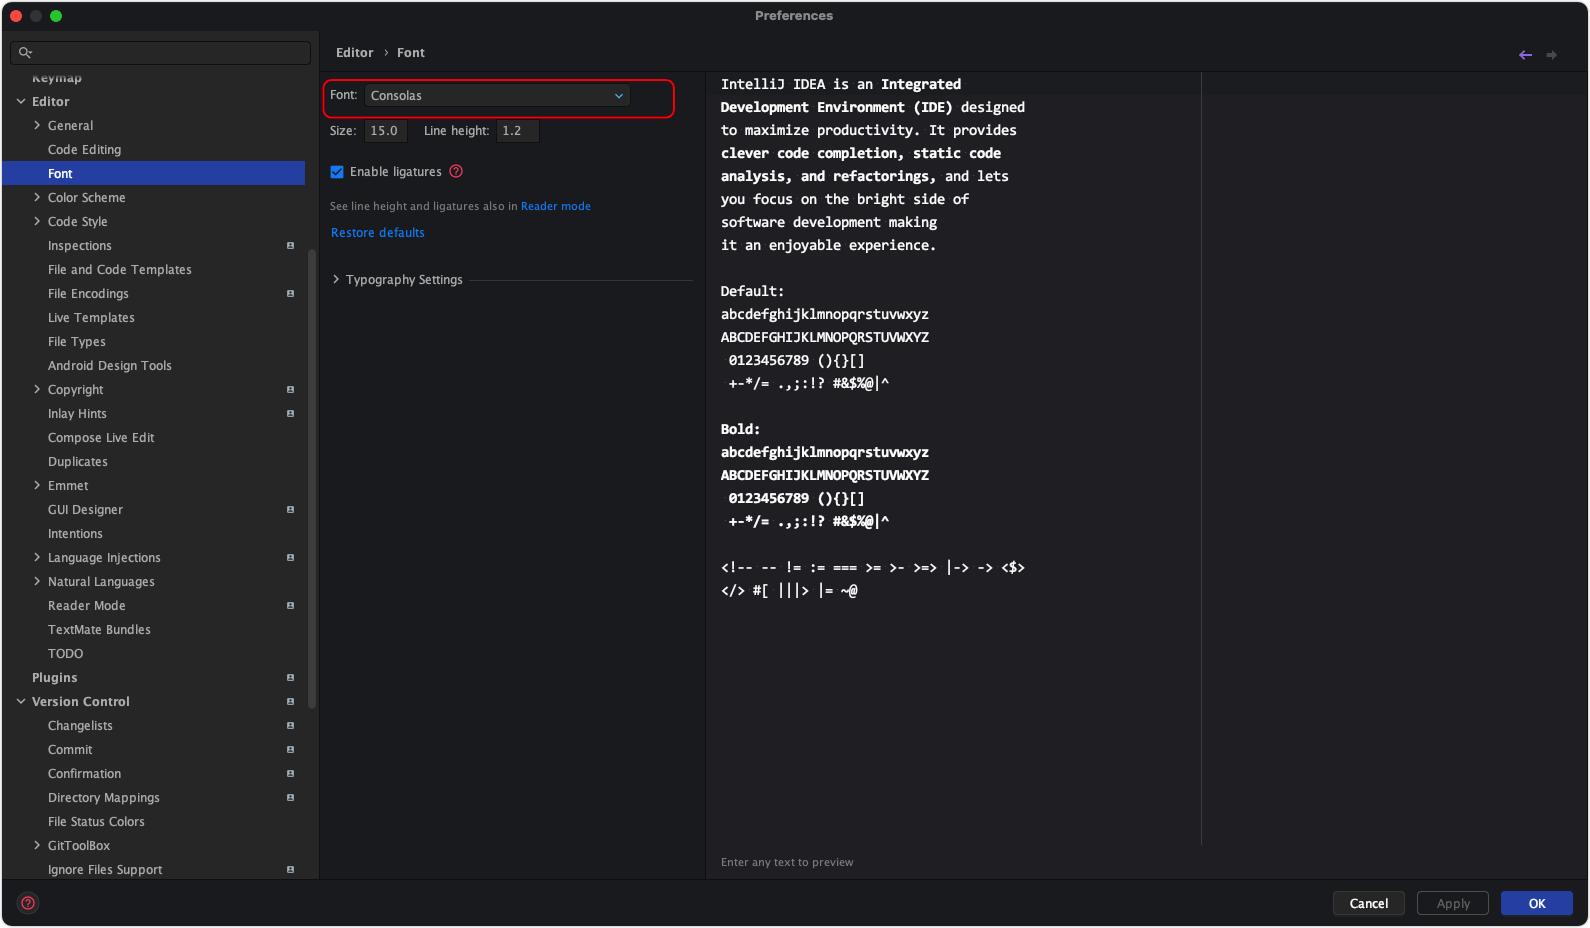 Preferences
Keymap
Editor
General
Code Editing
Font
Color Scheme
Code Style
Inspections
File and Code Templates
File Encodings
Live Templates
File Types
Android Design Tools
Copyright
Inlay Hints
Compose Live Edit
Duplicates
Emmet
GUI Designer
Intentions
Language Injections
Natural Languages
Reader Mode
TextMate Bundles
TODO
Plugins
Version Control
Changelists
Commit
Confirmation
Directory Mappings
File Status Colors
GitToolBox
Ignore Files Support
Editor › Font
Font: Consolas
Size: 15.0 Line height: 1.2
Enable ligatures
See line height and ligatures also in Reader mode
Restore defaults
Typography Settings
IntelliJ IDEA is an Integrated
Development Environment (IDE) designed
to maximize productivity. It provides
clever code completion, static code
analysis, and refactorings, and lets
you focus on the bright side of
software development making
it an enjoyable experience.
Default:
abcdefghijklmnopqrstuvwxyz
ABCDEFGHIJKLMNOPQRSTUVWXYZ
0123456789 (){}[]
+-*/= .,;:!? #&$%@|^
Bold:
abcdefghijklmnopqrstuvwxyz
ABCDEFGHIJKLMNOPQRSTUVWXYZ
0123456789 (){}[]
+-*/= .,;:!? #&$%@|^
<!-- -- != := === >= >- >=> |-> -> <$>
</> #[ |||> |= ~@
Enter any text to preview
Cancel
Apply
OK